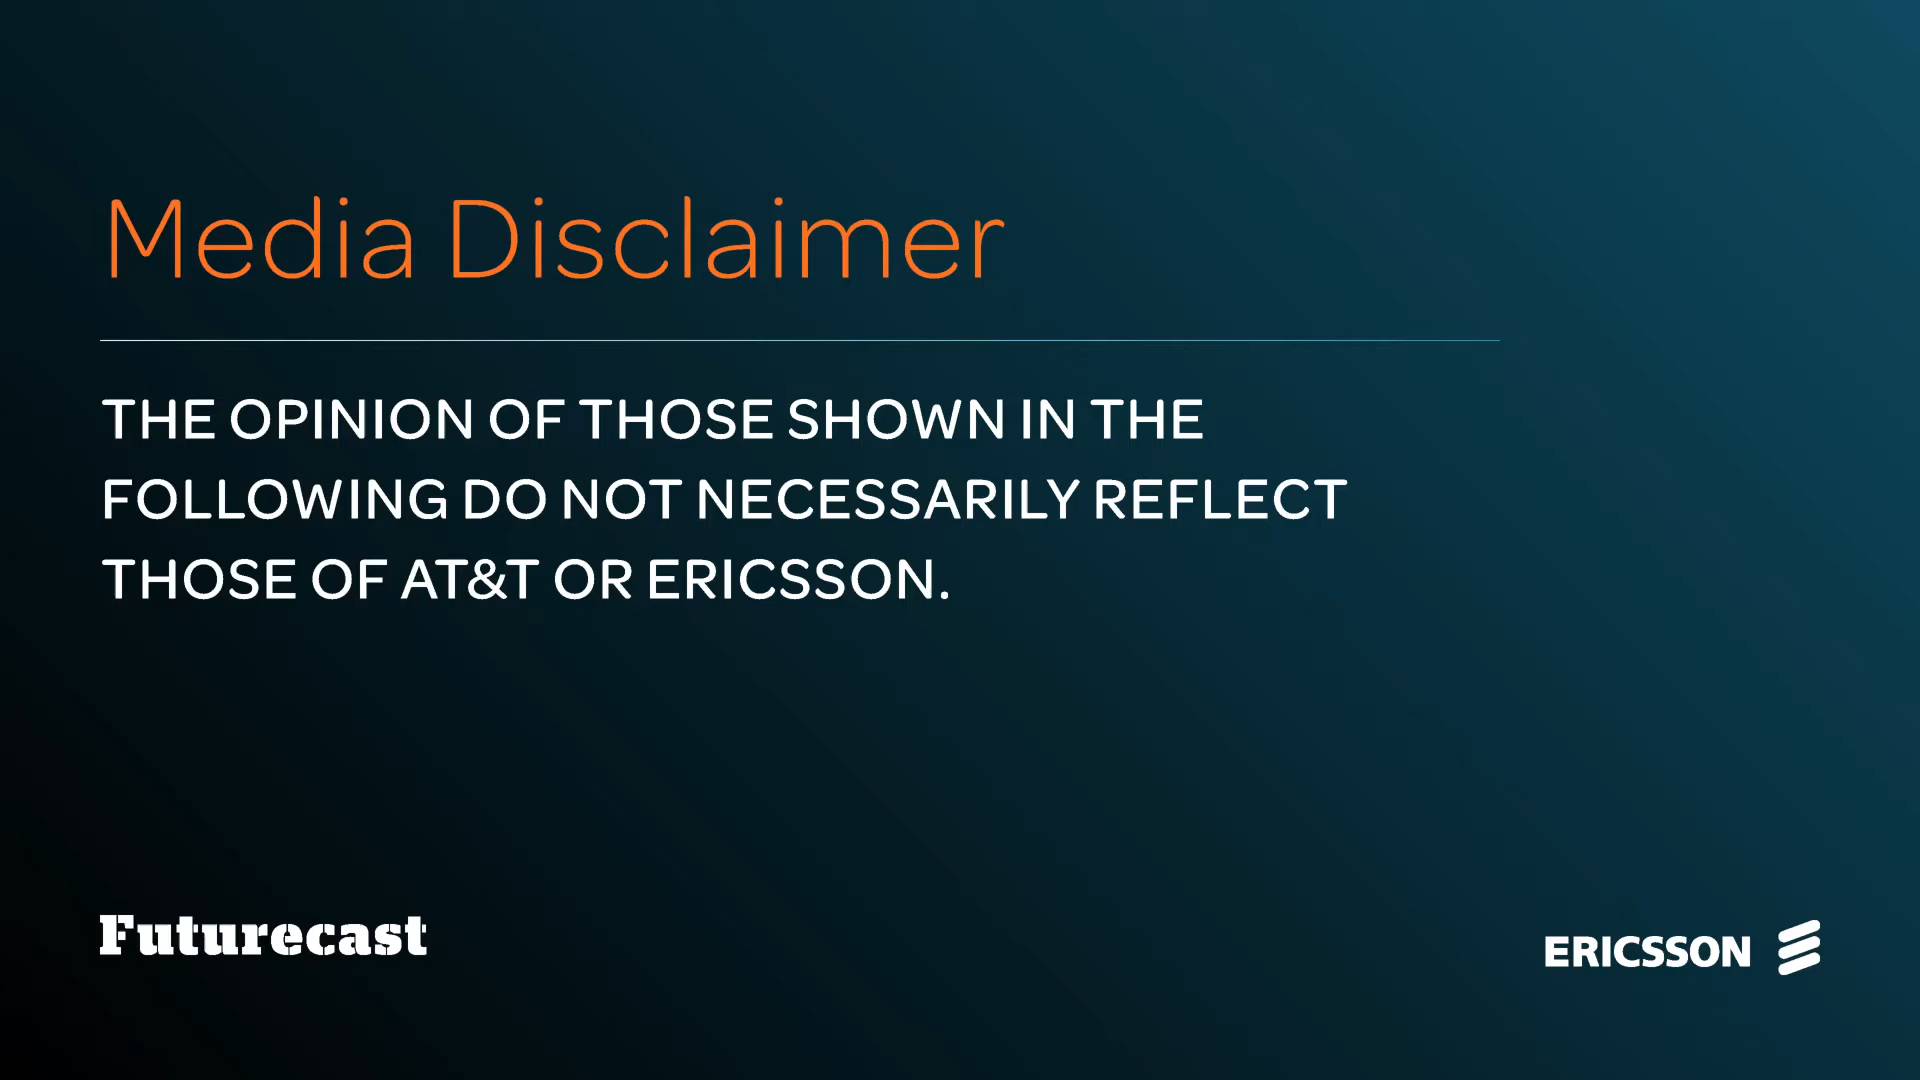 Media Disclaimer
THE OPINION OF THOSE SHOWN IN THE
FOLLOWING DO NOT NECESSARILY REFLECT
THOSE OF AT&T OR ERICSSON.
Futurecast
ERICSSON